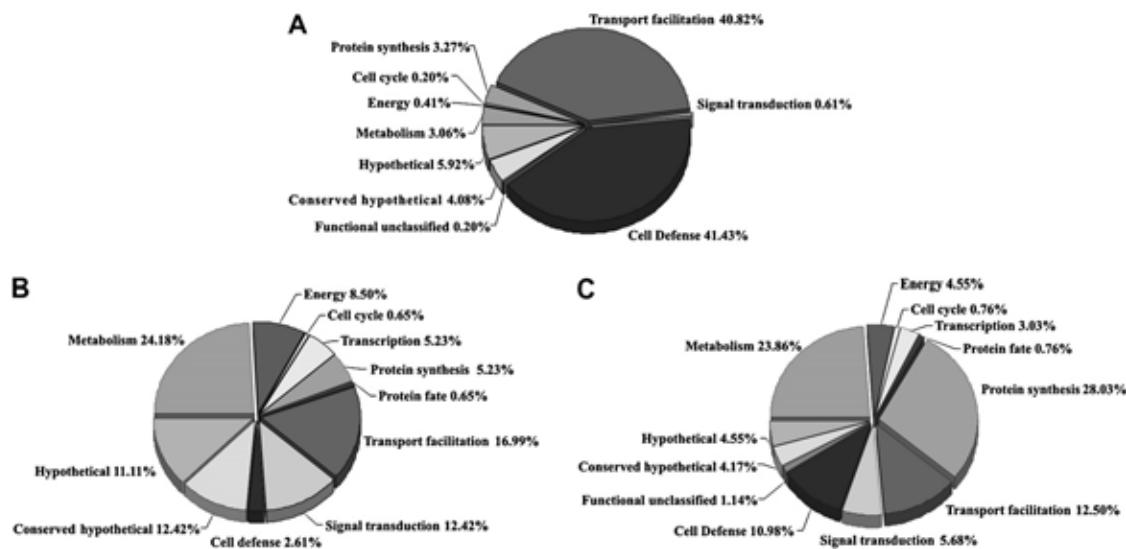 A
Transport facilitation 40.82%
Protein synthesis 3.27%
Cell cycle 0.20%
Energy 0.41%
Metabolism 3.06%
Hypothetical 5.92%
Conserved hypothetical 4.08%
Functional unclassified 0.20%
Signal transduction 0.61%
Cell Defense 41.43%
B
Energy 8.50%
Cell cycle 0.65%
Transcription 5.23%
Protein synthesis 5.23%
Protein fate 0.65%
Transport facilitation 16.99%
Signal transduction 12.42%
Cell defense 2.61%
Conserved hypothetical 12.42%
Hypothetical 11.11%
Metabolism 24.18%
C
Energy 4.55%
Cell cycle 0.76%
Transcription 3.03%
Protein fate 0.76%
Protein synthesis 28.03%
Transport facilitation 12.50%
Signal transduction 5.68%
Cell Defense 10.98%
Functional unclassified 1.14%
Conserved hypothetical 4.17%
Hypothetical 4.55%
Metabolism 23.86%